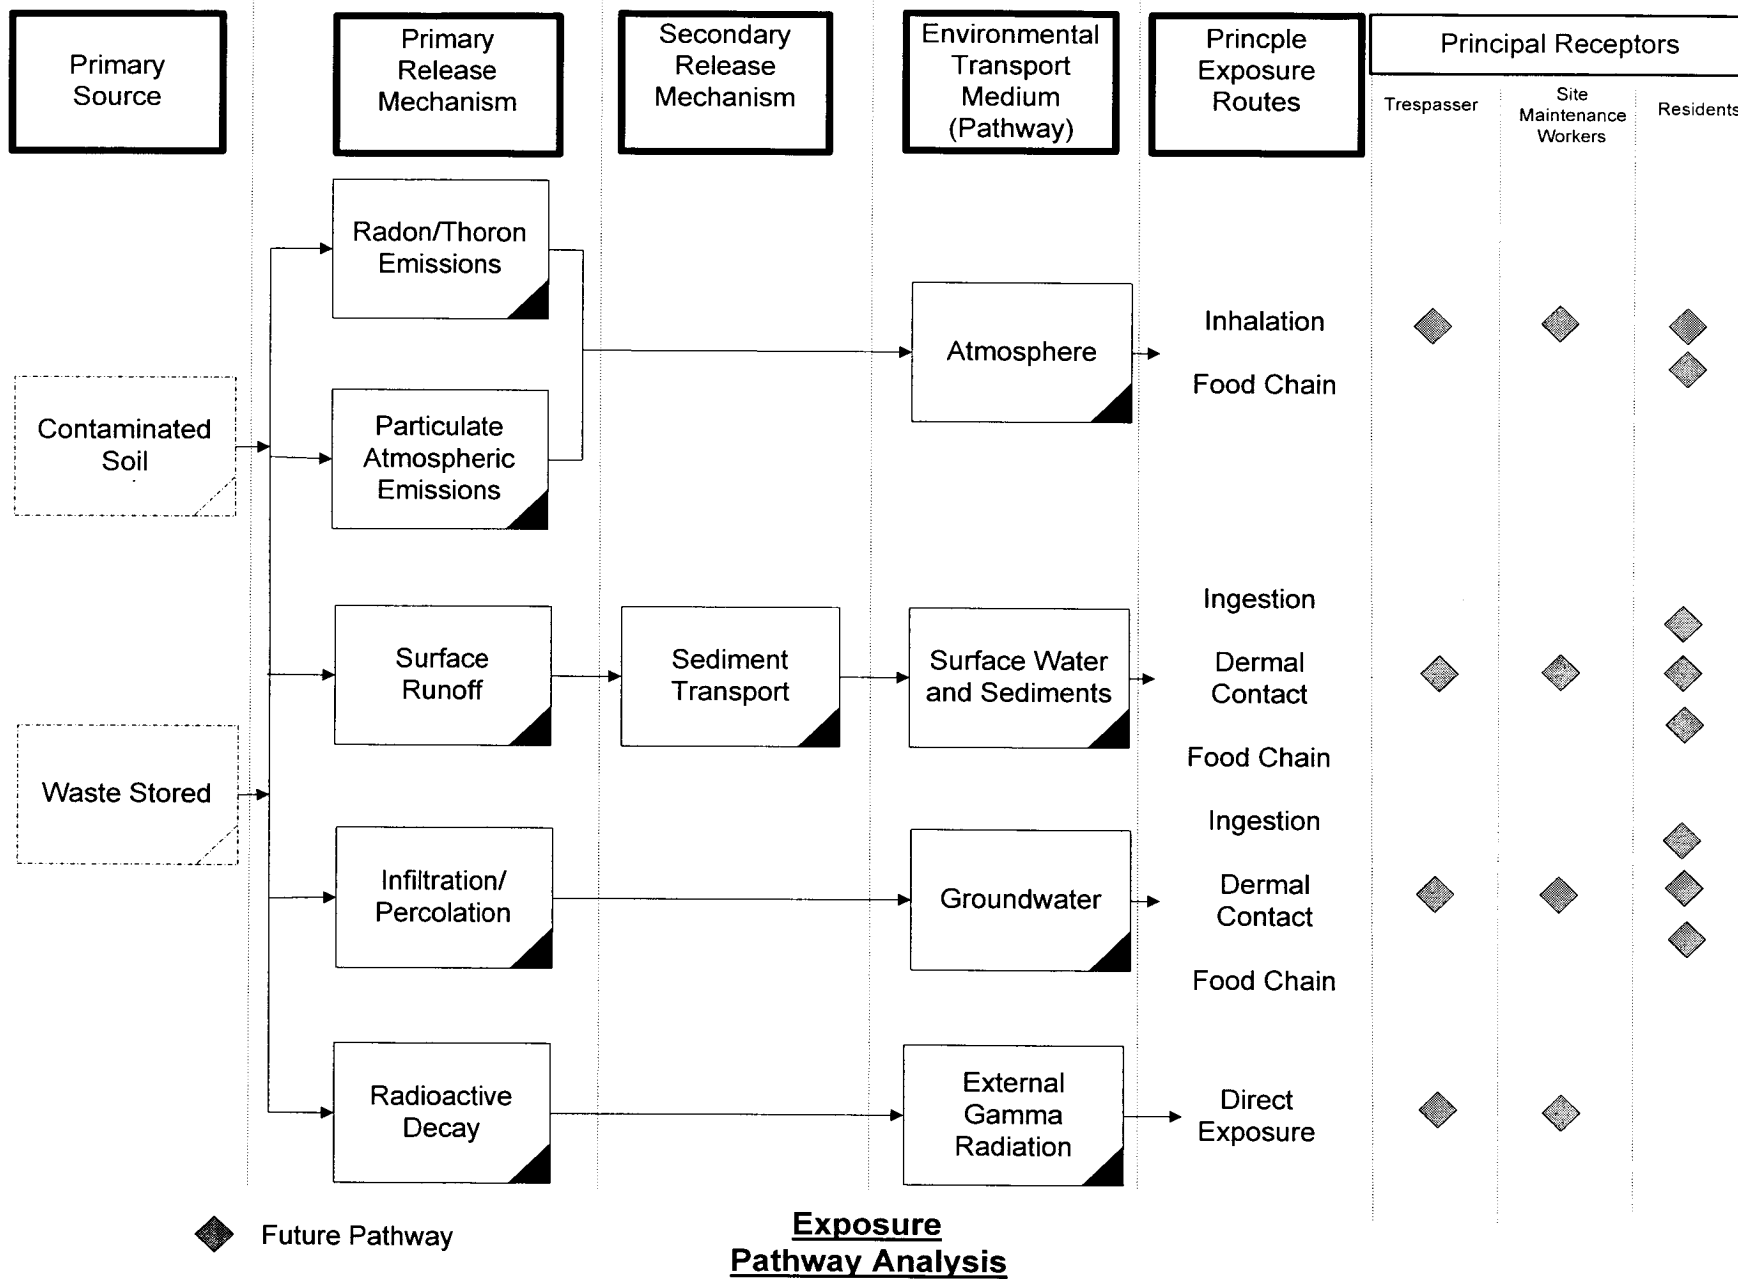 Primary
Source
Primary
Release
Mechanism
Secondary
Release
Mechanism
Environmental
Transport
Medium
(Pathway)
Princple
Exposure
Routes
Principal Receptors
Trespasser
Site
Maintenance
Workers
Residents
Radon/Thoron
Emissions
Atmosphere
Inhalation
Food Chain
Contaminated
Soil
Particulate
Atmospheric
Emissions
Surface
Runoff
Sediment
Transport
Surface Water
and Sediments
Ingestion
Dermal
Contact
Food Chain
Waste Stored
Infiltration/
Percolation
Groundwater
Ingestion
Dermal
Contact
Food Chain
Radioactive
Decay
External
Gamma
Radiation
Direct
Exposure
Future Pathway
Exposure
Pathway Analysis